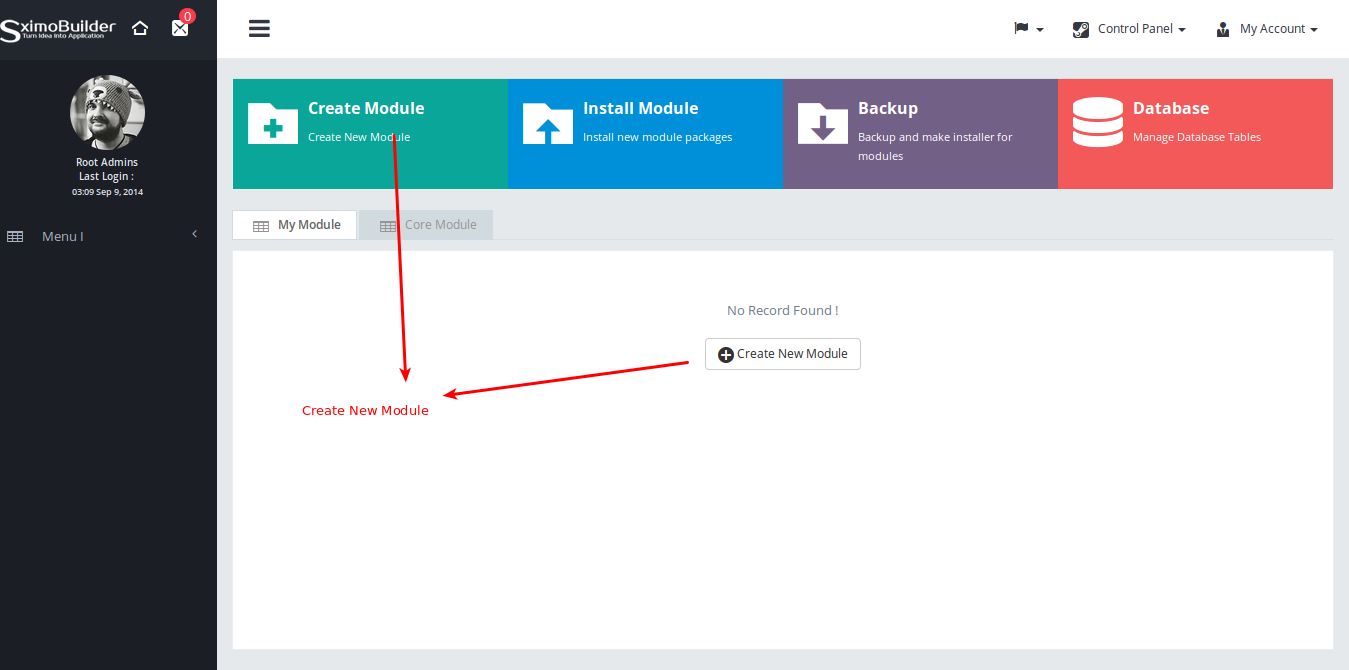 SximoBuilder
Turn Idea Into Application
0
Control Panel
My Account
Root Admins
Last Login :
03:09 Sep 9, 2014
Menu I
Create Module
Create New Module
Install Module
Install new module packages
Backup
Backup and make installer for
modules
Database
Manage Database Tables
My Module
Core Module
No Record Found !
Create New Module
Create New Module